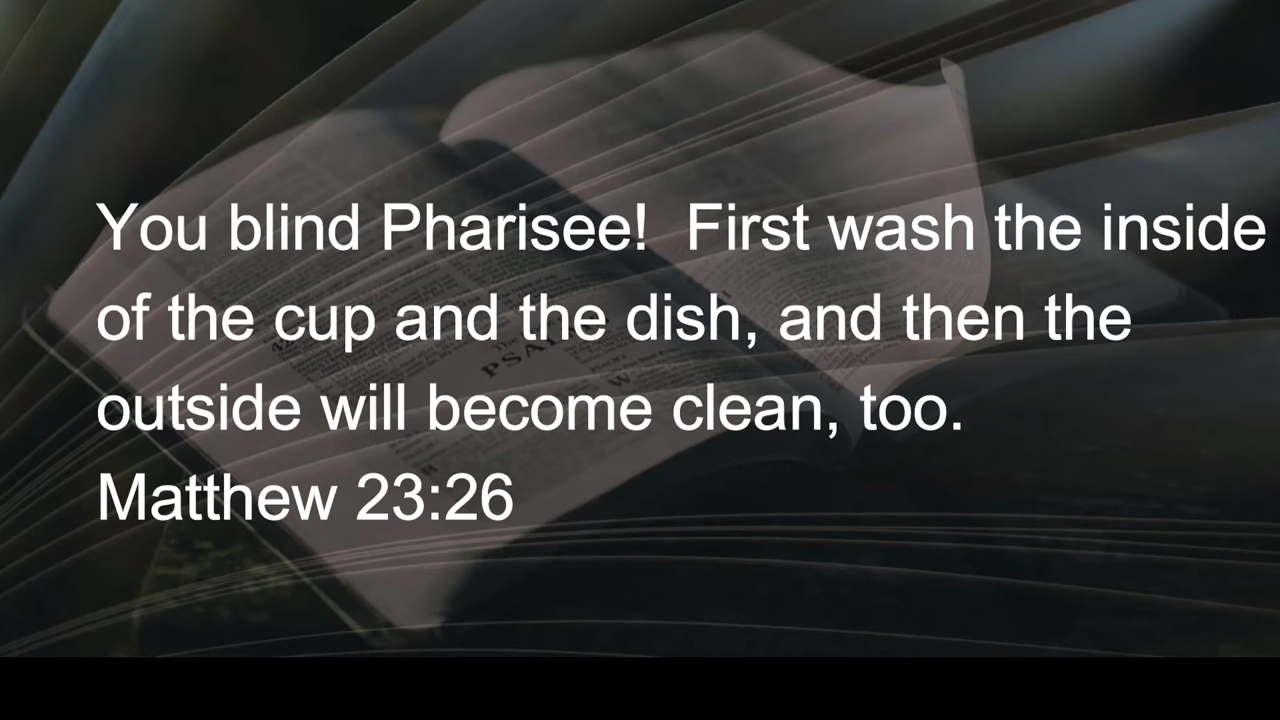 You blind Pharisee!  First wash the inside
of the cup and the dish, and then the
outside will become clean, too.
Matthew 23:26
PSAL